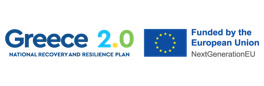 Greece 2.0
NATIONAL RECOVERY AND RESILIENCE PLAN
Funded by the
European Union
NextGenerationEU